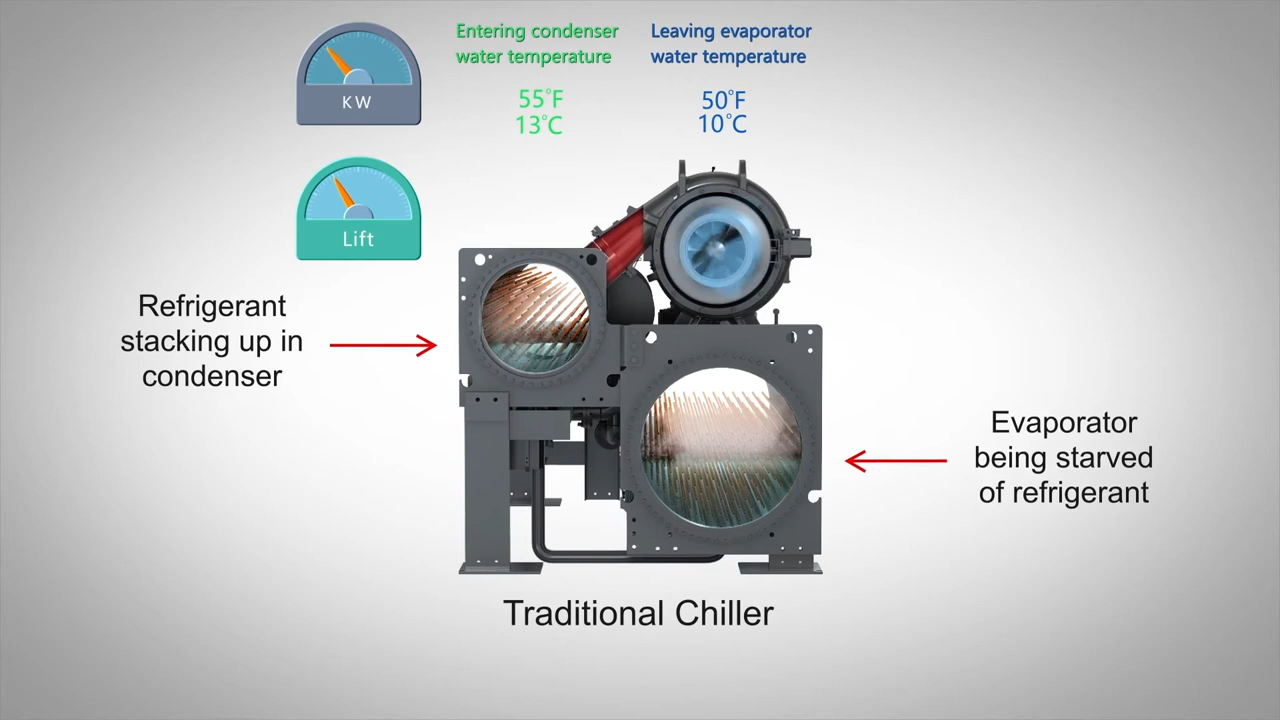 Entering condenser
water temperature
Leaving evaporator
water temperature
55°F
13°C
50°F
10°C
KW
Lift
Refrigerant
stacking up in
condenser
Evaporator
being starved
of refrigerant
Traditional Chiller